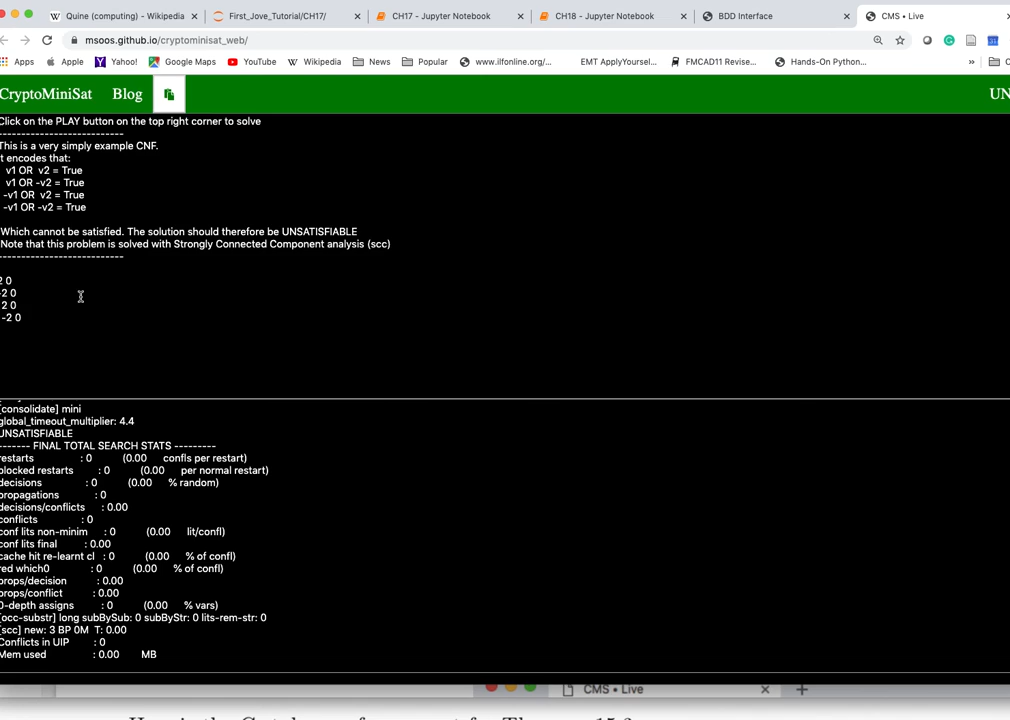 Quine (computing) - Wikipedia × First_Jove_Tutorial/CH17/ × CH17 - Jupyter Notebook × CH18 - Jupyter Notebook × BDD Interface × CMS • Live
msoos.github.io/cryptominisat_web/
Apps Apple Yahoo! Google Maps YouTube Wikipedia News Popular www.iifonline.org/... EMT ApplyYoursel... FMCAD11 Revise... Hands-On Python... »
CryptoMiniSat Blog UN
Click on the PLAY button on the top right corner to solve
--------------------------
This is a very simply example CNF.
t encodes that:
v1 OR v2 = True
v1 OR -v2 = True
-v1 OR v2 = True
-v1 OR -v2 = True
Which cannot be satisfied. The solution should therefore be UNSATISFIABLE
Note that this problem is solved with Strongly Connected Component analysis (scc)
--------------------------
2 0
-2 0
2 0
-2 0
[consolidate] mini
global_timeout_multiplier: 4.4
UNSATISFIABLE
------- FINAL TOTAL SEARCH STATS ---------
restarts : 0 (0.00 confls per restart)
blocked restarts : 0 (0.00 per normal restart)
decisions : 0 (0.00 % random)
propagations : 0
decisions/conflicts : 0.00
conflicts : 0
conf lits non-minim : 0 (0.00 lit/confl)
conf lits final : 0.00
cache hit re-learnt cl : 0 (0.00 % of confl)
red which0 : 0 (0.00 % of confl)
props/decision : 0.00
props/conflict : 0.00
0-depth assigns : 0 (0.00 % vars)
[occ-substr] long subBySub: 0 subByStr: 0 lits-rem-str: 0
[scc] new: 3 BP 0M T: 0.00
Conflicts in UIP : 0
Mem used : 0.00 MB
CMS • Live × +